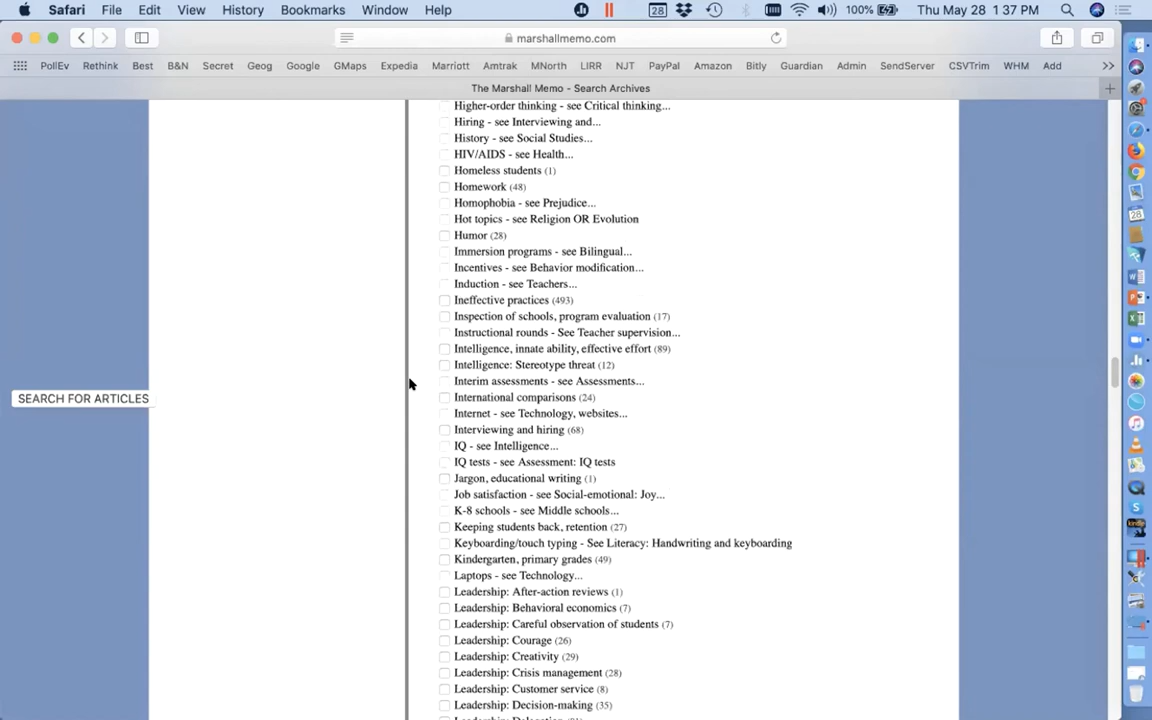 Safari File Edit View History Bookmarks Window Help 28 100% Thu May 28 1:37 PM
marshallmemo.com
PollEv Rethink Best B&N Secret Geog Google GMaps Expedia Marriott Amtrak MNorth LIRR NJT PayPal Amazon Bitly Guardian Admin SendServer CSVTrim WHM Add >>
The Marshall Memo - Search Archives
Higher-order thinking - see Critical thinking...
Hiring - see Interviewing and...
History - see Social Studies...
HIV/AIDS - see Health...
Homeless students (1)
Homework (48)
Homophobia - see Prejudice...
Hot topics - see Religion OR Evolution
Humor (28)
Immersion programs - see Bilingual...
Incentives - see Behavior modification...
Induction - see Teachers...
Ineffective practices (493)
Inspection of schools, program evaluation (17)
Instructional rounds - See Teacher supervision...
Intelligence, innate ability, effective effort (89)
Intelligence: Stereotype threat (12)
Interim assessments - see Assessments...
SEARCH FOR ARTICLES
International comparisons (24)
Internet - see Technology, websites...
Interviewing and hiring (68)
IQ - see Intelligence...
IQ tests - see Assessment: IQ tests
Jargon, educational writing (1)
Job satisfaction - see Social-emotional: Joy...
K-8 schools - see Middle schools...
Keeping students back, retention (27)
Keyboarding/touch typing - See Literacy: Handwriting and keyboarding
Kindergarten, primary grades (49)
Laptops - see Technology...
Leadership: After-action reviews (1)
Leadership: Behavioral economics (7)
Leadership: Careful observation of students (7)
Leadership: Courage (26)
Leadership: Creativity (29)
Leadership: Crisis management (28)
Leadership: Customer service (8)
Leadership: Decision-making (35)